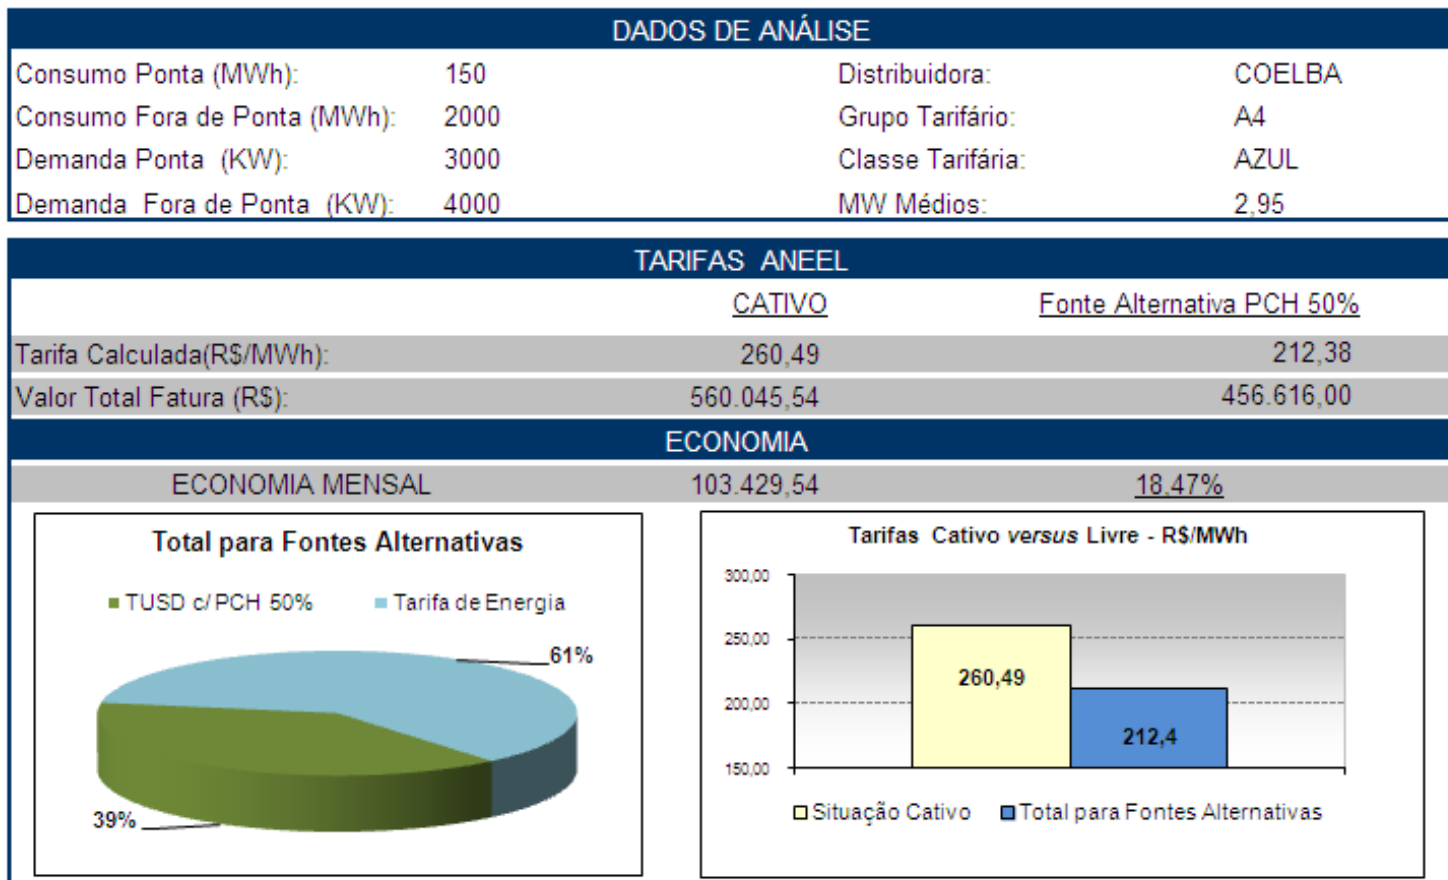 DADOS DE ANÁLISE
Consumo Ponta (MWh): 150 Distribuidora: COELBA
Consumo Fora de Ponta (MWh): 2000 Grupo Tarifário: A4
Demanda Ponta (KW): 3000 Classe Tarifária: AZUL
Demanda Fora de Ponta (KW): 4000 MW Médios: 2,95
TARIFAS ANEEL
CATIVO Fonte Alternativa PCH 50%
Tarifa Calculada(R$/MWh): 260,49 212,38
Valor Total Fatura (R$): 560.045,54 456.616,00
ECONOMIA
ECONOMIA MENSAL 103.429,54 18,47%
Total para Fontes Alternativas
TUSD c/ PCH 50% Tarifa de Energia
61%
39%
Tarifas Cativo versus Livre - R$/MWh
300,00
250,00
200,00
150,00
260,49
212,4
Situação Cativo Total para Fontes Alternativas